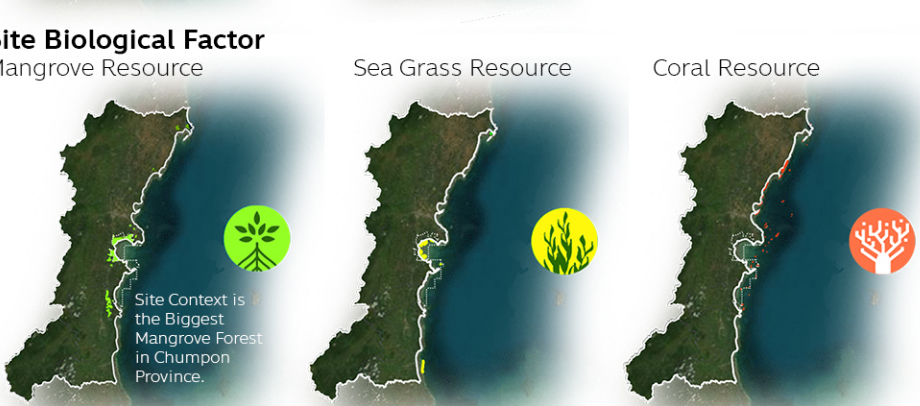 ite Biological Factor
Mangrove Resource
Sea Grass Resource
Coral Resource
Site Context is
the Biggest
Mangrove Forest
in Chumpon
Province.